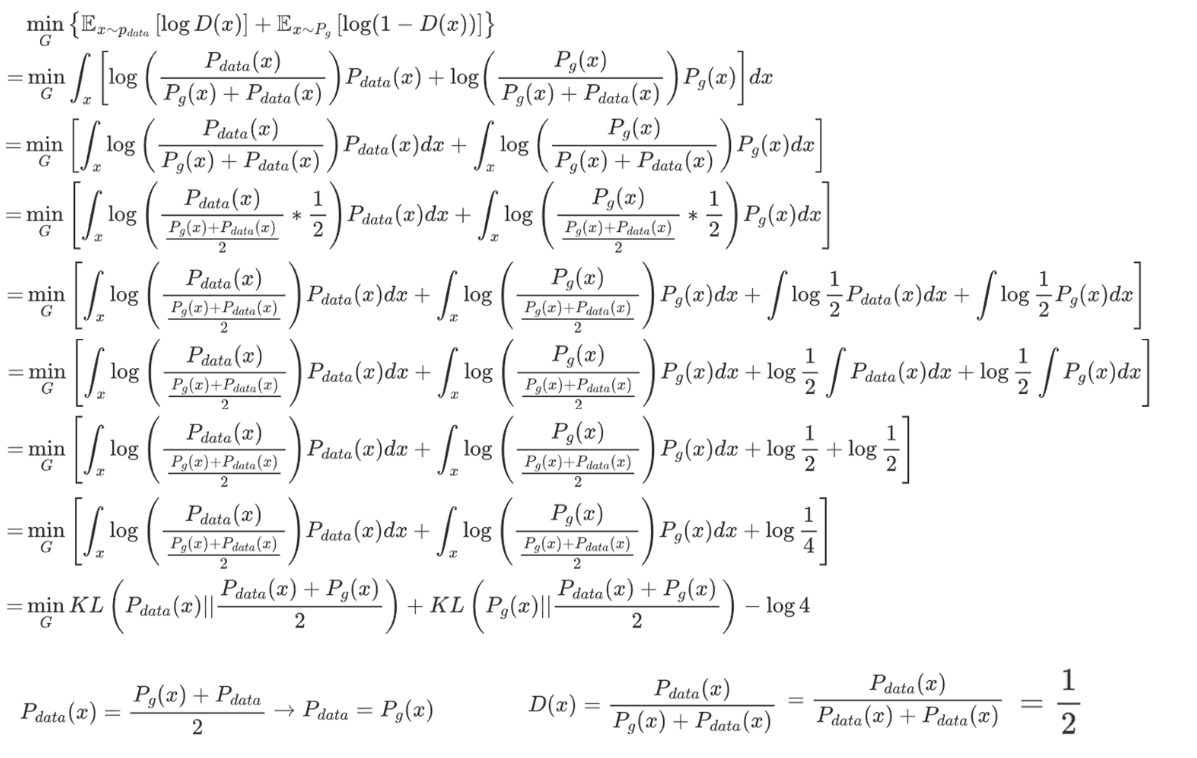 \min_{G} \{\mathbb{E}_{x \sim p_{data}} [\log D(x)] + \mathbb{E}_{x \sim P_g} [\log(1 - D(x))]\}
= \min_{G} \int_x \left[ \log \left( \frac{P_{data}(x)}{P_g(x) + P_{data}(x)} \right) P_{data}(x) + \log \left( \frac{P_g(x)}{P_g(x) + P_{data}(x)} \right) P_g(x) \right] dx
= \min_{G} \left[ \int_x \log \left( \frac{P_{data}(x)}{P_g(x) + P_{data}(x)} \right) P_{data}(x)dx + \int_x \log \left( \frac{P_g(x)}{P_g(x) + P_{data}(x)} \right) P_g(x)dx \right]
= \min_{G} \left[ \int_x \log \left( \frac{P_{data}(x)}{\frac{P_g(x)+P_{data}(x)}{2}} * \frac{1}{2} \right) P_{data}(x)dx + \int_x \log \left( \frac{P_g(x)}{\frac{P_g(x)+P_{data}(x)}{2}} * \frac{1}{2} \right) P_g(x)dx \right]
= \min_{G} \left[ \int_x \log \left( \frac{P_{data}(x)}{\frac{P_g(x)+P_{data}(x)}{2}} \right) P_{data}(x)dx + \int_x \log \left( \frac{P_g(x)}{\frac{P_g(x)+P_{data}(x)}{2}} \right) P_g(x)dx + \int \log \frac{1}{2} P_{data}(x)dx + \int \log \frac{1}{2} P_g(x)dx \right]
= \min_{G} \left[ \int_x \log \left( \frac{P_{data}(x)}{\frac{P_g(x)+P_{data}(x)}{2}} \right) P_{data}(x)dx + \int_x \log \left( \frac{P_g(x)}{\frac{P_g(x)+P_{data}(x)}{2}} \right) P_g(x)dx + \log \frac{1}{2} \int P_{data}(x)dx + \log \frac{1}{2} \int P_g(x)dx \right]
= \min_{G} \left[ \int_x \log \left( \frac{P_{data}(x)}{\frac{P_g(x)+P_{data}(x)}{2}} \right) P_{data}(x)dx + \int_x \log \left( \frac{P_g(x)}{\frac{P_g(x)+P_{data}(x)}{2}} \right) P_g(x)dx + \log \frac{1}{2} + \log \frac{1}{2} \right]
= \min_{G} \left[ \int_x \log \left( \frac{P_{data}(x)}{\frac{P_g(x)+P_{data}(x)}{2}} \right) P_{data}(x)dx + \int_x \log \left( \frac{P_g(x)}{\frac{P_g(x)+P_{data}(x)}{2}} \right) P_g(x)dx + \log \frac{1}{4} \right]
= \min_{G} KL \left( P_{data}(x) || \frac{P_{data}(x) + P_g(x)}{2} \right) + KL \left( P_g(x) || \frac{P_{data}(x) + P_g(x)}{2} \right) - \log 4
P_{data}(x) = \frac{P_g(x) + P_{data}}{2} \rightarrow P_{data} = P_g(x)    D(x) = \frac{P_{data}(x)}{P_g(x) + P_{data}(x)} = \frac{P_{data}(x)}{P_{data}(x) + P_{data}(x)} = \frac{1}{2}